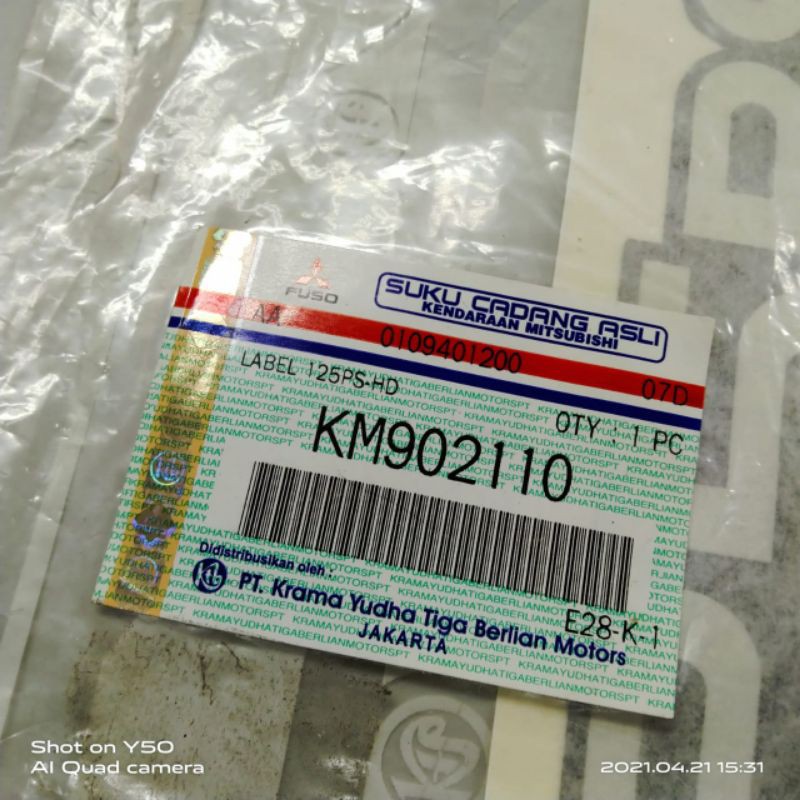 FUSO
SUKU CADANG ASLI
KENDARAAN MITSUBISHI
AA 0109401200 07D
LABEL 125PS-HD
QTY : 1 PC
KM902110
Didistribusikan oleh :
PT. Krama Yudha Tiga Berlian Motors
JAKARTA
E28-K-1
Shot on Y50
AI Quad camera
2021.04.21 15:31